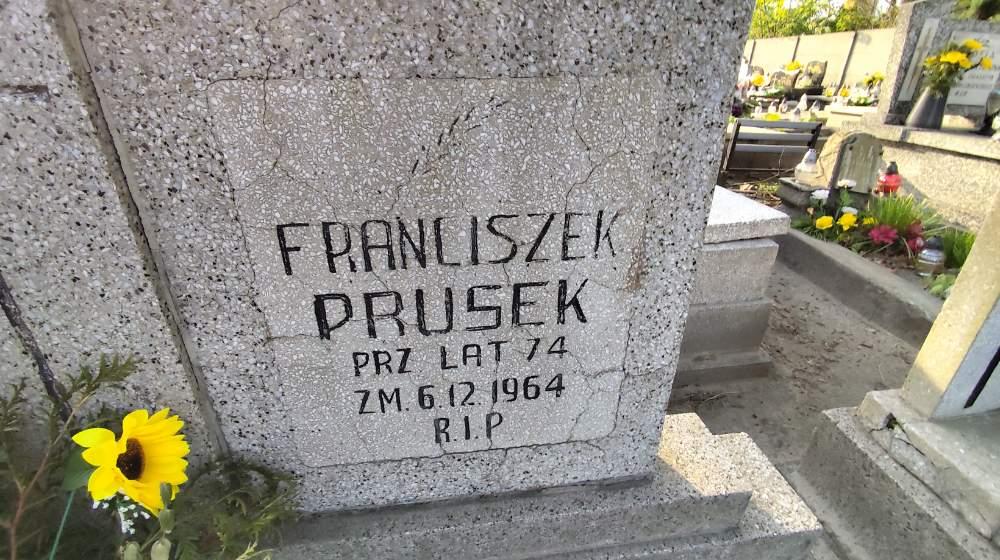 FRANCISZEK
PRUSEK
PRZ LAT 74
ZM. 6.12.1964
R.I.P